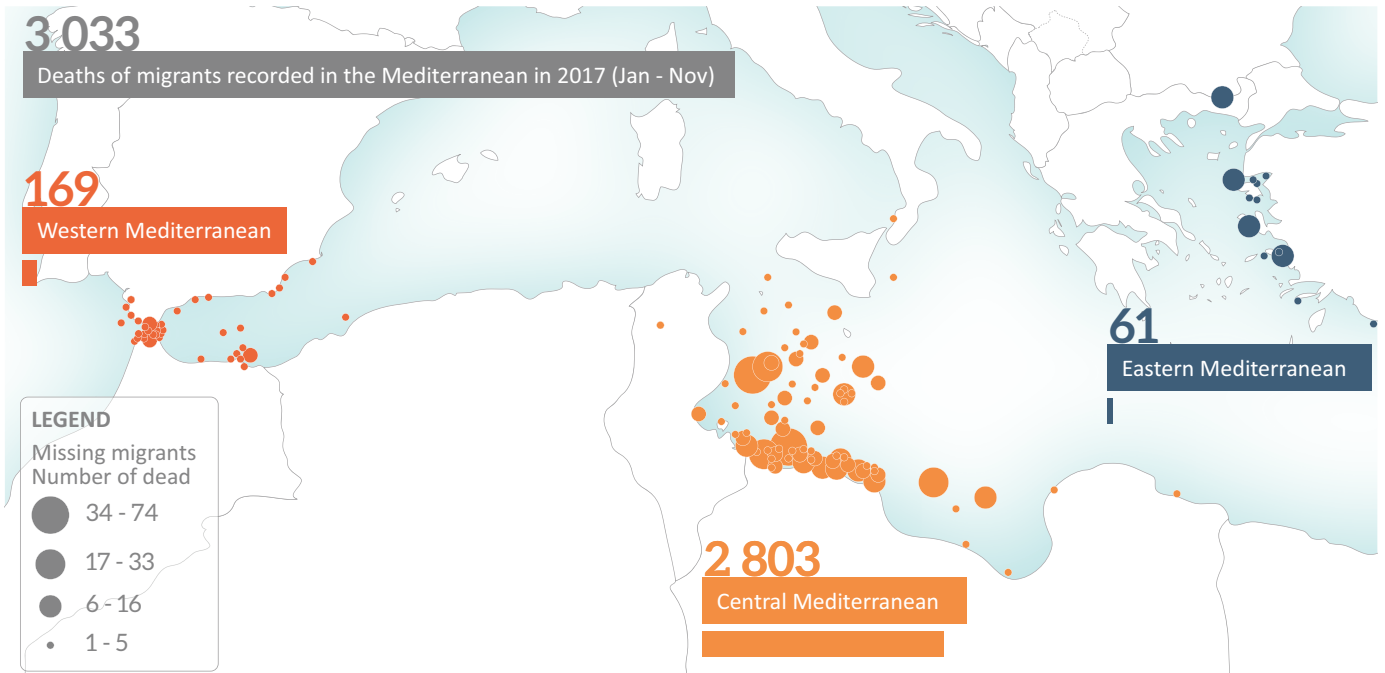 3 033
Deaths of migrants recorded in the Mediterranean in 2017 (Jan - Nov)
169
Western Mediterranean
61
Eastern Mediterranean
2 803
Central Mediterranean
LEGEND
Missing migrants
Number of dead
34 - 74
17 - 33
6 - 16
1 - 5